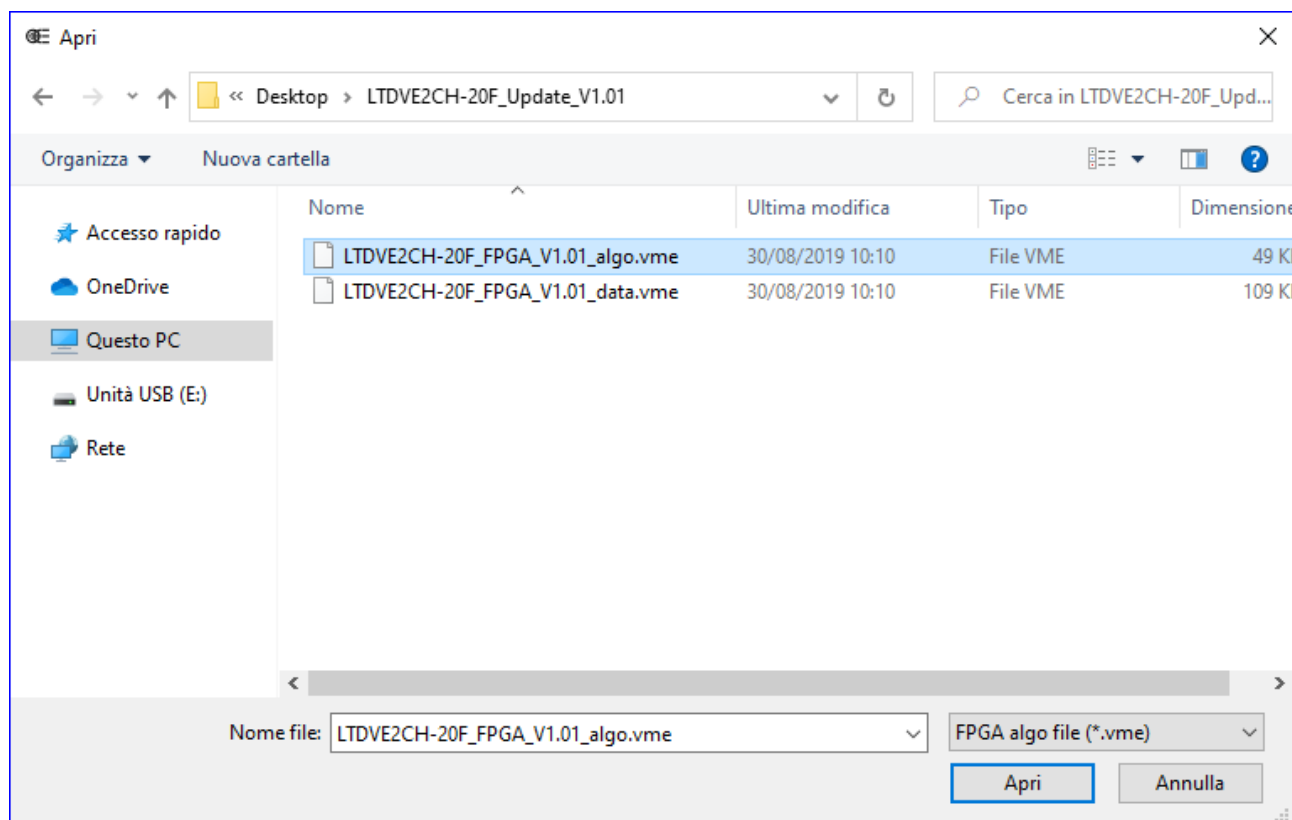 Apri
« Desktop > LTDVE2CH-20F_Update_V1.01
Cerca in LTDVE2CH-20F_Upd...
Organizza
Nuova cartella
?
Nome Ultima modifica Tipo Dimensione
Accesso rapido
OneDrive
Questo PC
Unità USB (E:)
Rete
LTDVE2CH-20F_FPGA_V1.01_algo.vme 30/08/2019 10:10 File VME 49 K
LTDVE2CH-20F_FPGA_V1.01_data.vme 30/08/2019 10:10 File VME 109 K
Nome file: LTDVE2CH-20F_FPGA_V1.01_algo.vme FPGA algo file (*.vme)
Apri Annulla